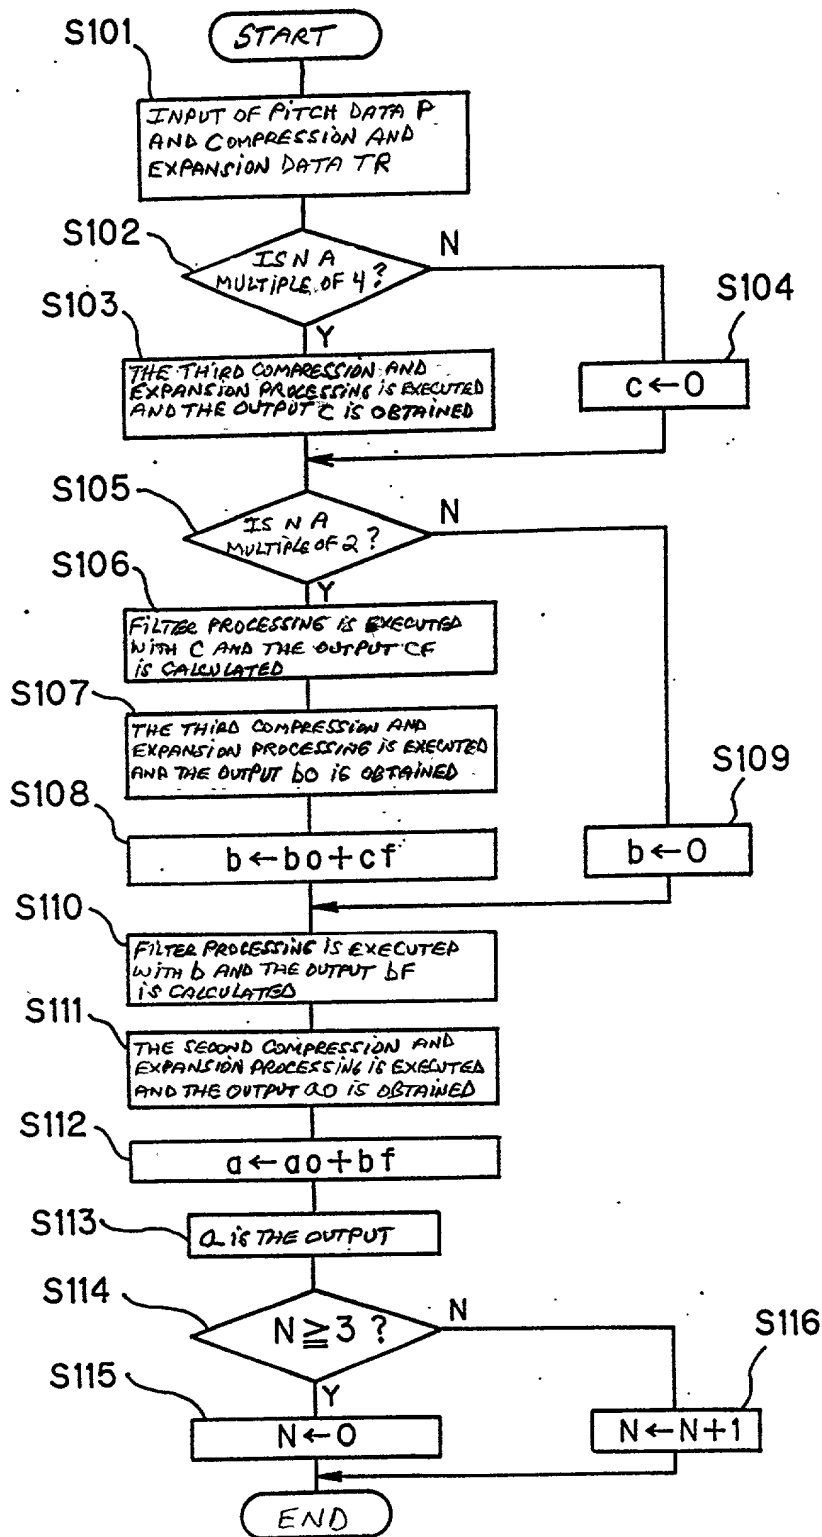 S101
START
INPUT OF PITCH DATA P
AND COMPRESSION AND
EXPANSION DATA TR
S102
IS N A
MULTIPLE OF 4?
N
Y
S103
THE THIRD COMPRESSION AND
EXPANSION PROCESSING IS EXECUTED
AND THE OUTPUT C IS OBTAINED
S104
c←0
S105
IS N A
MULTIPLE OF 2?
N
Y
S106
FILTER PROCESSING IS EXECUTED
WITH C AND THE OUTPUT CF
IS CALCULATED
S107
THE THIRD COMPRESSION AND
EXPANSION PROCESSING IS EXECUTED
AND THE OUTPUT bO IS OBTAINED
S108
b←bo+cf
S109
b←0
S110
FILTER PROCESSING IS EXECUTED
WITH b AND THE OUTPUT bF
IS CALCULATED
S111
THE SECOND COMPRESSION AND
EXPANSION PROCESSING IS EXECUTED
AND THE OUTPUT aO IS OBTAINED
S112
a←ao+bf
S113
a IS THE OUTPUT
S114
N≧3?
N
Y
S115
N←0
S116
N←N+1
END